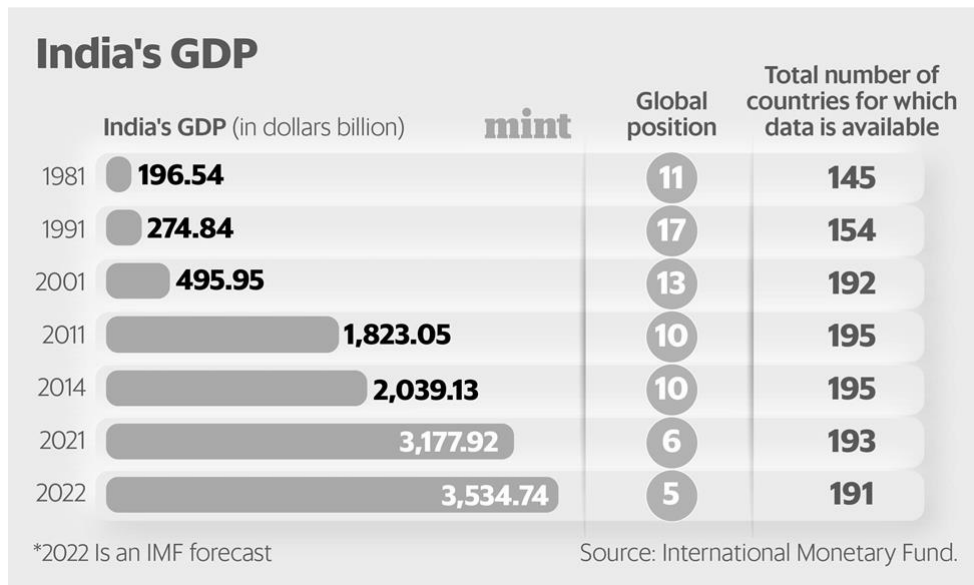 India's GDP
India's GDP (in dollars billion)
mint
Global
position
Total number of
countries for which
data is available
1981 196.54 11 145
1991 274.84 17 154
2001 495.95 13 192
2011 1,823.05 10 195
2014 2,039.13 10 195
2021 3,177.92 6 193
2022 3,534.74 5 191
*2022 Is an IMF forecast
Source: International Monetary Fund.